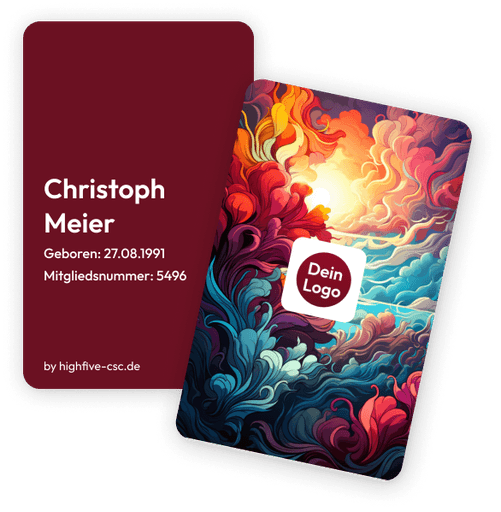 Christoph
Meier
Geboren: 27.08.1991
Mitgliedsnummer: 5496
by highfive-csc.de
Dein
Logo